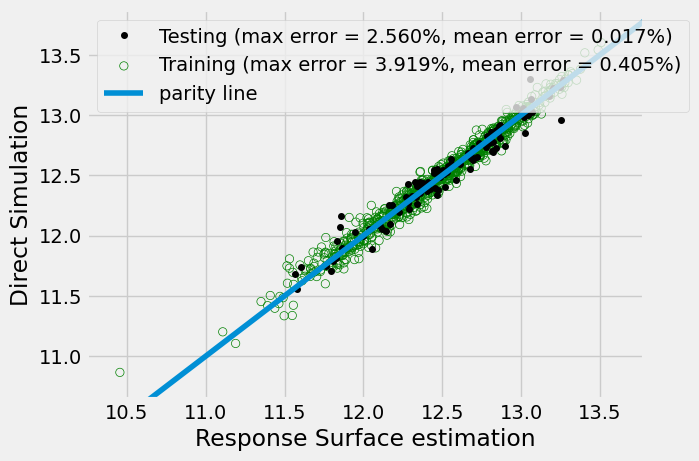 Testing (max error = 2.560%, mean error = 0.017%)
Training (max error = 3.919%, mean error = 0.405%)
parity line
13.5
13.0
12.5
12.0
11.5
11.0
Direct Simulation
10.5 11.0 11.5 12.0 12.5 13.0 13.5
Response Surface estimation